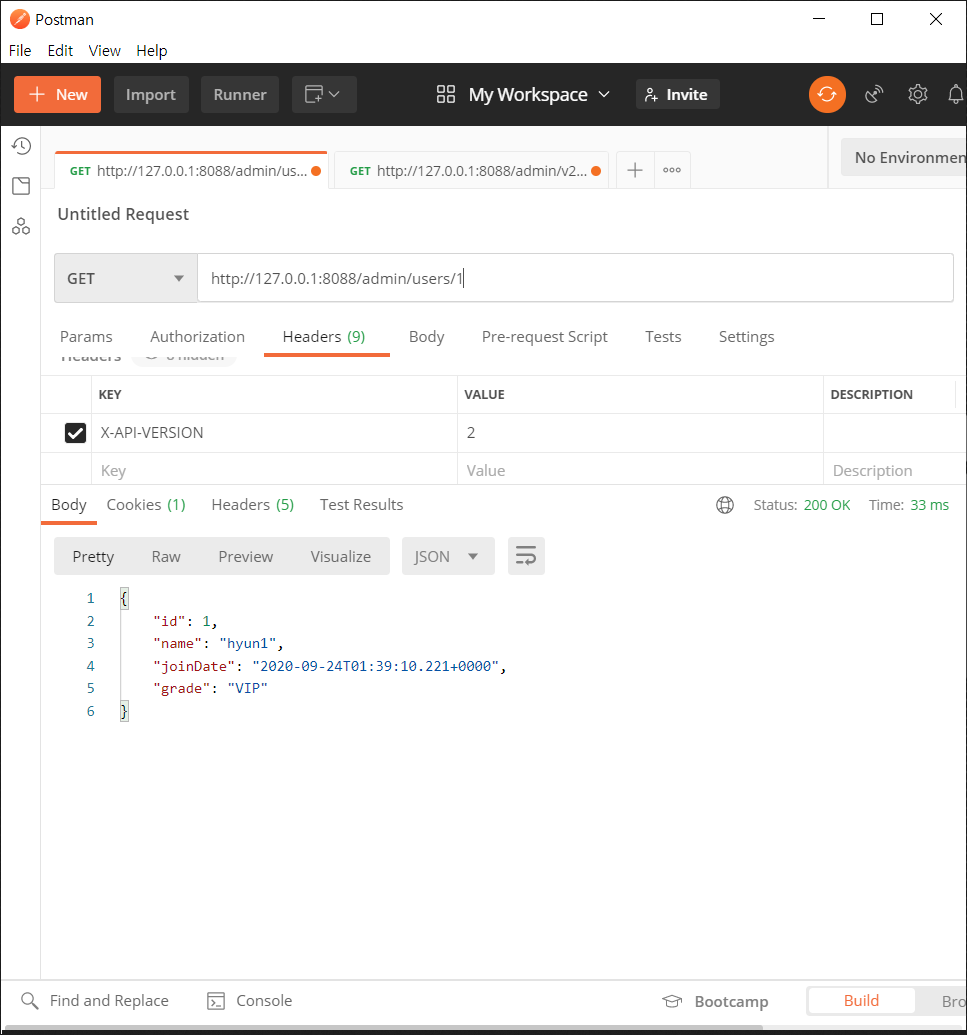 Postman
File Edit View Help
New Import Runner My Workspace Invite
GET http://127.0.0.1:8088/admin/us... GET http://127.0.0.1:8088/admin/v2... No Environmen
Untitled Request
GET http://127.0.0.1:8088/admin/users/1
Params Authorization Headers (9) Body Pre-request Script Tests Settings
Headers 8 hidden
KEY VALUE DESCRIPTION
X-API-VERSION 2
Key Value Description
Body Cookies (1) Headers (5) Test Results Status: 200 OK Time: 33 ms
Pretty Raw Preview Visualize JSON
1 {
2 "id": 1,
3 "name": "hyun1",
4 "joinDate": "2020-09-24T01:39:10.221+0000",
5 "grade": "VIP"
6 }
Find and Replace Console Bootcamp Build Bro